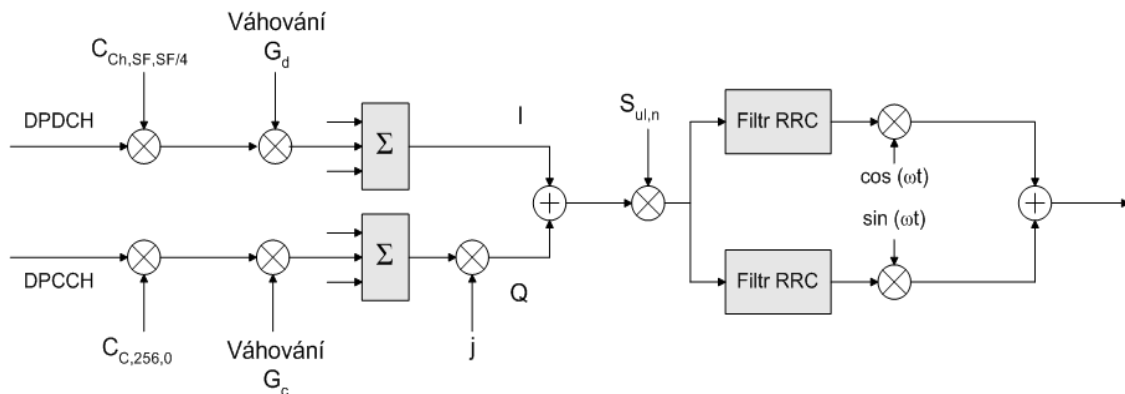 Váhování
G_d
C_Ch,SF,SF/4
DPDCH
Σ
I
S_ul,n
Filtr RRC
cos (ωt)
sin (ωt)
DPCCH
Σ
Q
j
Filtr RRC
C_C,256,0
Váhování
G_c